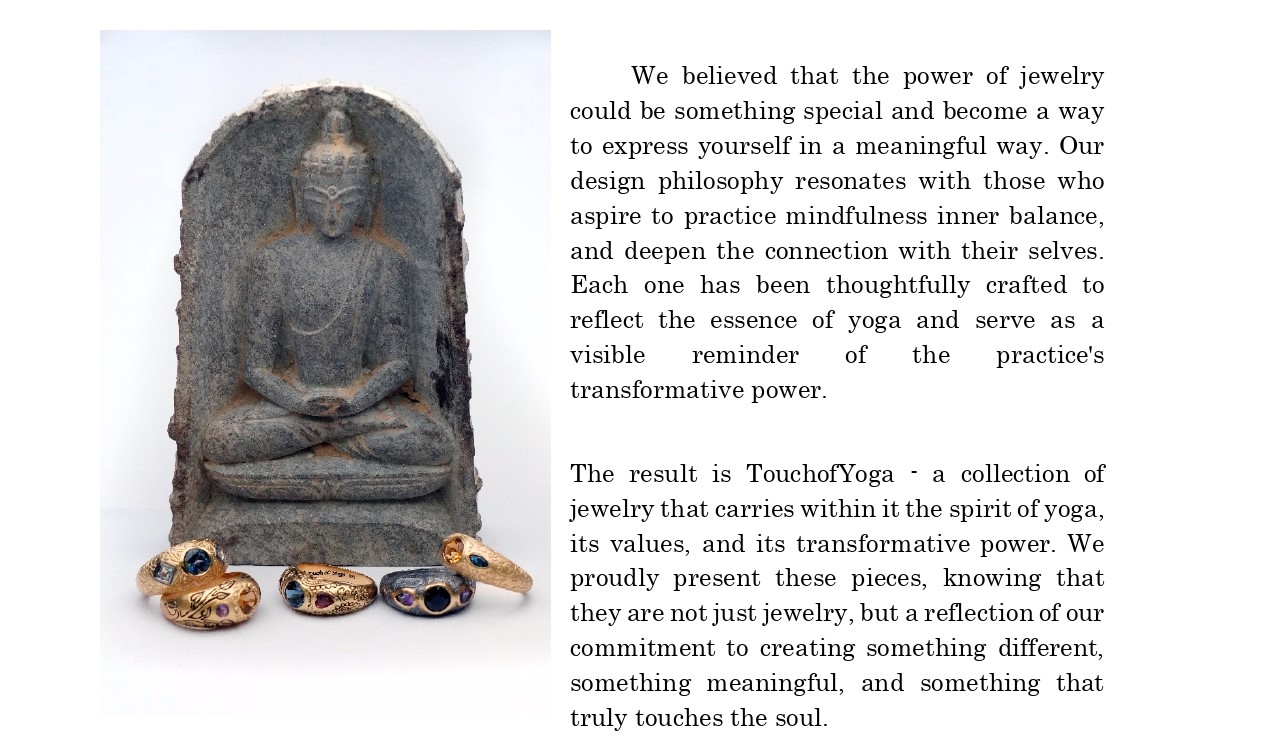 We believed that the power of jewelry
could be something special and become a way
to express yourself in a meaningful way. Our
design philosophy resonates with those who
aspire to practice mindfulness inner balance,
and deepen the connection with their selves.
Each one has been thoughtfully crafted to
reflect the essence of yoga and serve as a
visible reminder of the practice's
transformative power.
The result is TouchofYoga - a collection of
jewelry that carries within it the spirit of yoga,
its values, and its transformative power. We
proudly present these pieces, knowing that
they are not just jewelry, but a reflection of our
commitment to creating something different,
something meaningful, and something that
truly touches the soul.